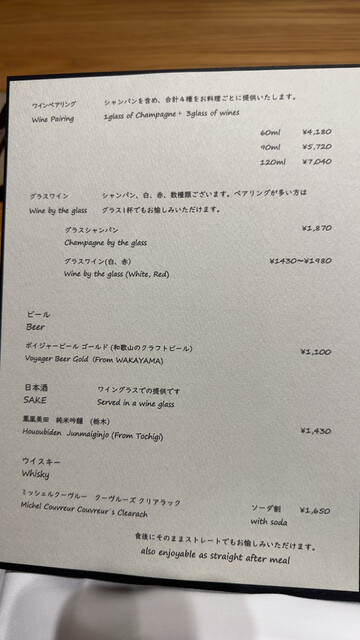 ワインペアリング シャンパンを含め、合計4種をお料理ごとに提供いたします。
Wine Pairing 1glass of Champagne+ 3glass of wines
60ml ¥4,180
90ml ¥5,720
120ml ¥7,040
グラスワイン シャンパン、白、赤、数種類ございます。ペアリングが多い方は
Wine by the glass グラス1杯でもお愉しみいただけます。
グラスシャンパン ¥1,870
Champagne by the glass
グラスワイン(白、赤) ¥1430〜¥1980
Wine by the glass (White, Red)
ビール
Beer
ボイジャービール ゴールド (和歌山のクラフトビール) ¥1,100
Voyager Beer Gold (From WAKAYAMA)
日本酒 ワイングラスでの提供です
SAKE Served in a wine glass
鳳凰美田 純米吟醸 (栃木) ¥1,430
Hououbiden Junmaiginjo (From Tochigi)
ウイスキー
Whisky
ミッシェルクーヴルー クーヴルーズ クリアラック ソーダ割 ¥1,650
Michel Couvreur Couvreur's Clearach with soda
食後にそのままストレートでもお愉しみいただけます。
also enjoyable as straight after meal